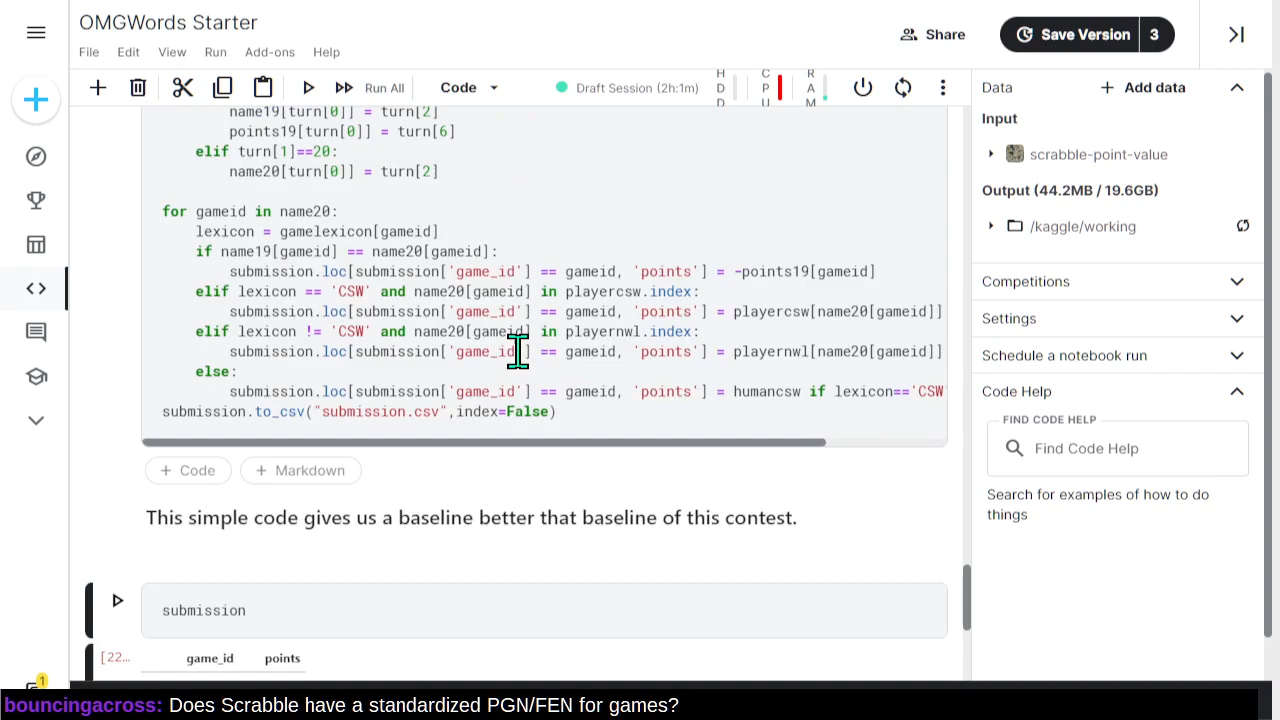 OMGWords Starter
File Edit View Run Add-ons Help
Share
Save Version 3
Run All
Code
Draft Session (2h:1m)
HDD
CPU
RAM
name19[turn[0]] = turn[2]
points19[turn[0]] = turn[6]
elif turn[1]==20:
name20[turn[0]] = turn[2]
for gameid in name20:
lexicon = gamelexicon[gameid]
if name19[gameid] == name20[gameid]:
submission.loc[submission['game_id'] == gameid, 'points'] = -points19[gameid]
elif lexicon == 'CSW' and name20[gameid] in playercsw.index:
submission.loc[submission['game_id'] == gameid, 'points'] = playercsw[name20[gameid]]
elif lexicon != 'CSW' and name20[gameid] in playernwl.index:
submission.loc[submission['game_id'] == gameid, 'points'] = playernwl[name20[gameid]]
else:
submission.loc[submission['game_id'] == gameid, 'points'] = humancsw if lexicon=='CSW'
submission.to_csv("submission.csv",index=False)
+ Code + Markdown
This simple code gives us a baseline better that baseline of this contest.
submission
[22...
game_id points
Data
+ Add data
Input
scrabble-point-value
Output (44.2MB / 19.6GB)
/kaggle/working
Competitions
Settings
Schedule a notebook run
Code Help
FIND CODE HELP
Find Code Help
Search for examples of how to do
things
1
bouncingacross: Does Scrabble have a standardized PGN/FEN for games?